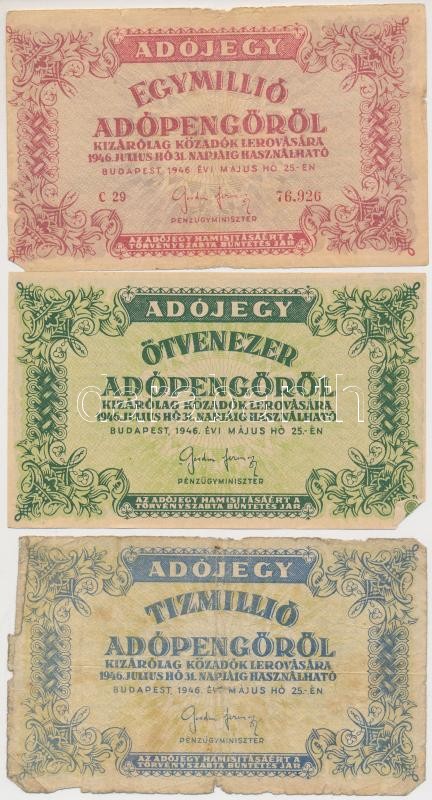 ADÓJEGY
EGYMILLIÓ
ADÓPENGŐRŐL
KIZÁRÓLAG KÖZADÓK LEROVÁSÁRA
1946. JULIUS HÓ 31. NAPJÁIG HASZNÁLHATÓ
BUDAPEST, 1946. ÉVI MÁJUS HÓ 25.-ÉN
C 29
76.926
PÉNZÜGYMINISZTER
AZ ADÓJEGY HAMISITÁSÁÉRT A
TÖRVÉNYSZABTA BÜNTETÉS JÁR
ADÓJEGY
ÖTVENEZER
ADÓPENGŐRŐL
KIZÁRÓLAG KÖZADÓK LEROVÁSÁRA
1946. JULIUS HÓ 31. NAPJÁIG HASZNÁLHATÓ
BUDAPEST, 1946. ÉVI MÁJUS HÓ 25.-ÉN
PÉNZÜGYMINISZTER
AZ ADÓJEGY HAMISITÁSÁÉRT A
TÖRVÉNYSZABTA BÜNTETÉS JÁR
ADÓJEGY
TIZMILLIÓ
ADÓPENGŐRŐL
KIZÁRÓLAG KÖZADÓK LEROVÁSÁRA
1946. JULIUS HÓ 31. NAPJÁIG HASZNÁLHATÓ
BUDAPEST, 1946. ÉVI MÁJUS HÓ 25.-ÉN
PÉNZÜGYMINISZTER
AZ ADÓJEGY HAMISITÁSÁÉRT A
TÖRVÉNYSZABTA BÜNTETÉS JÁR